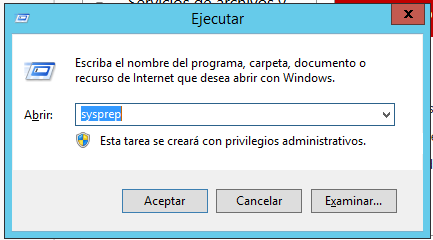 Servicios de archivos y
Ejecutar
Escriba el nombre del programa, carpeta, documento o
recurso de Internet que desea abrir con Windows.
Abrir:
sysprep
Esta tarea se creará con privilegios administrativos.
Aceptar
Cancelar
Examinar...